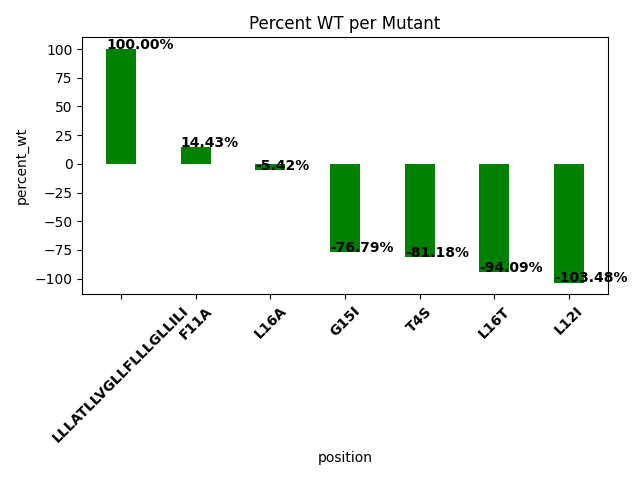 Percent WT per Mutant
percent_wt
100
75
50
25
0
−25
−50
−75
−100
100.00%
14.43%
-5.42%
-76.79%
-81.18%
-94.09%
-103.48%
LLLATLLVGLLFLLLGLLILI
F11A
L16A
G15I
T4S
L16T
L12I
position